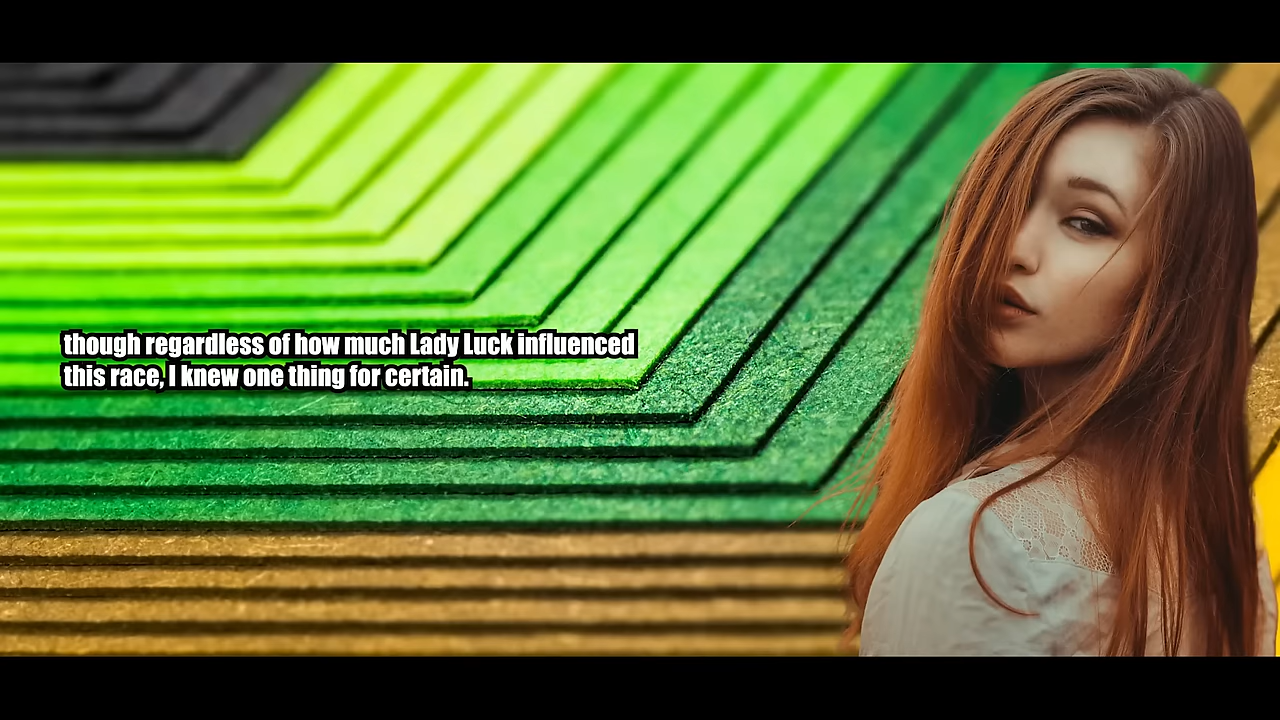 though regardless of how much Lady Luck influenced
this race, I knew one thing for certain.